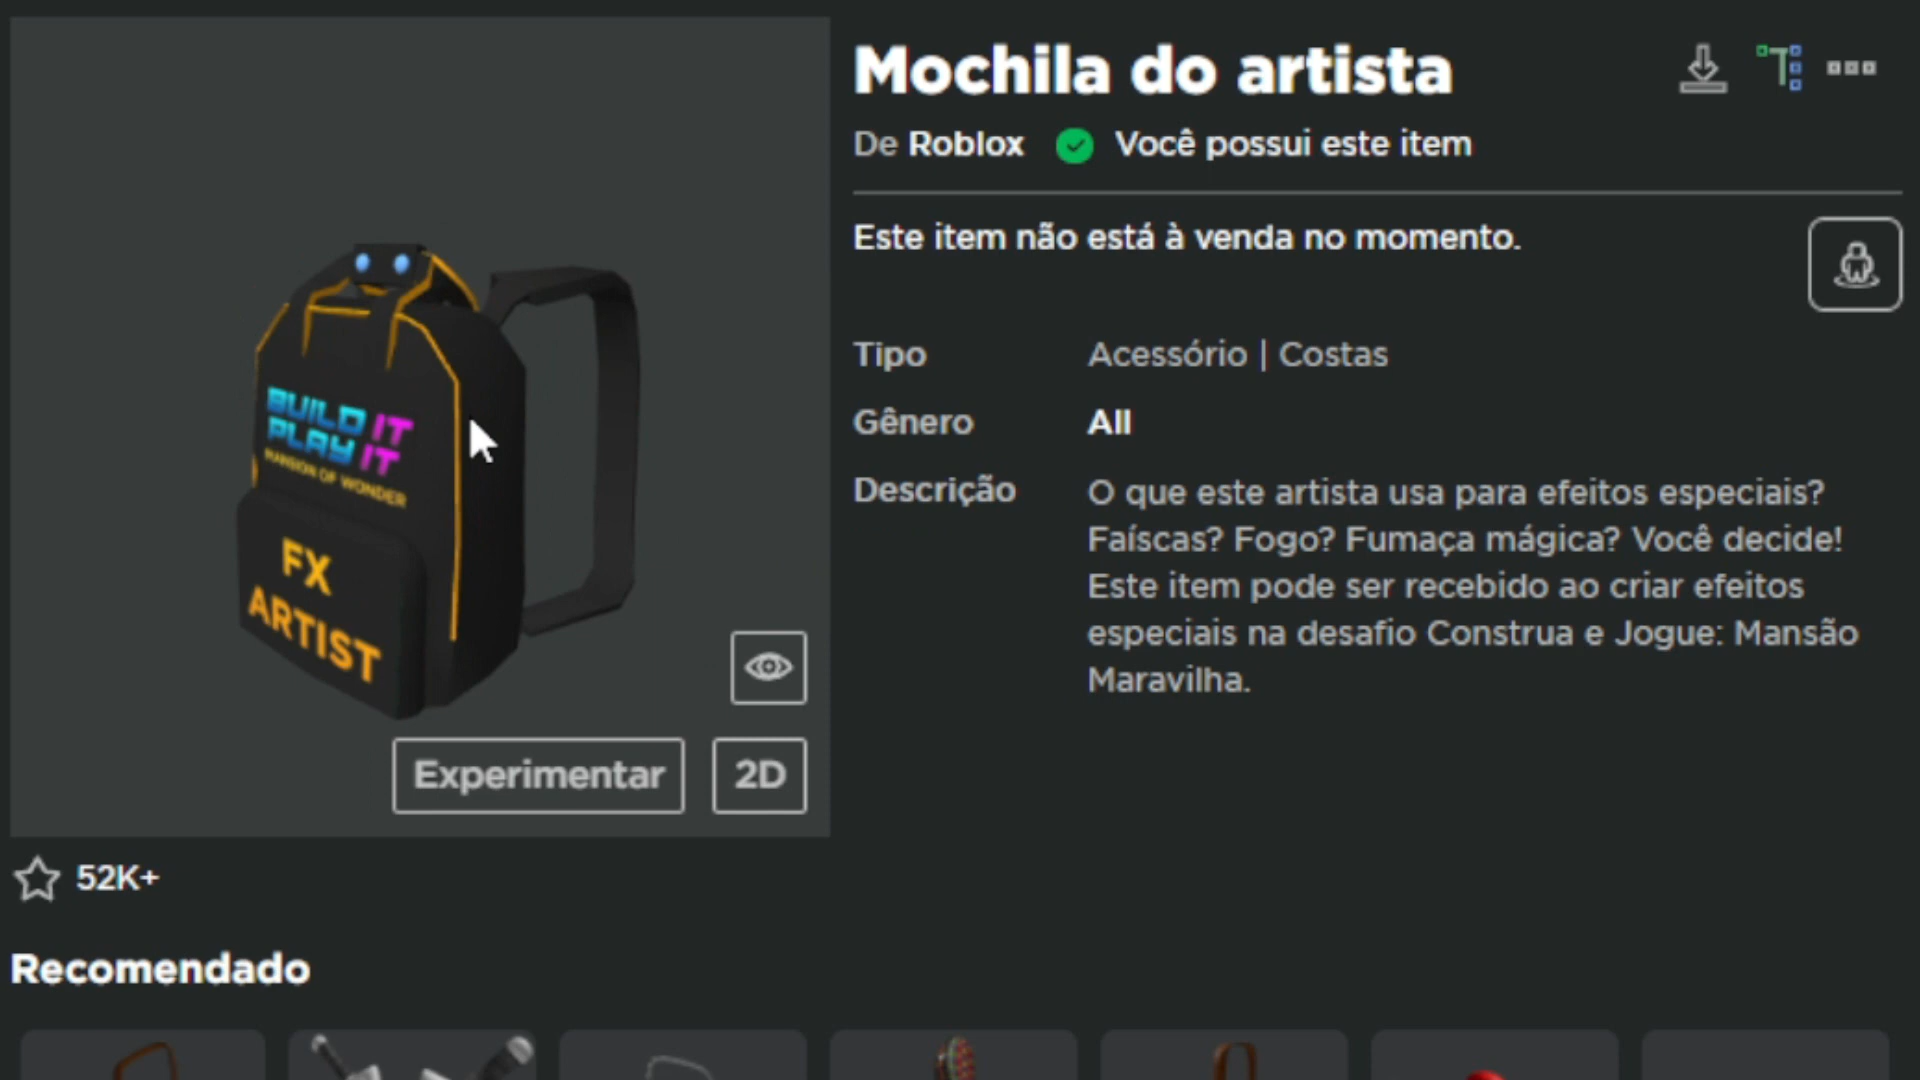 Mochila do artista
De Roblox Você possui este item
Este item não está à venda no momento.
Tipo Acessório | Costas
Gênero All
Descrição O que este artista usa para efeitos especiais?
Faíscas? Fogo? Fumaça mágica? Você decide!
Este item pode ser recebido ao criar efeitos
especiais na desafio Construa e Jogue: Mansão
Maravilha.
BUILD IT
PLAY IT
MANSION OF WONDER
FX
ARTIST
Experimentar 2D
52K+
Recomendado